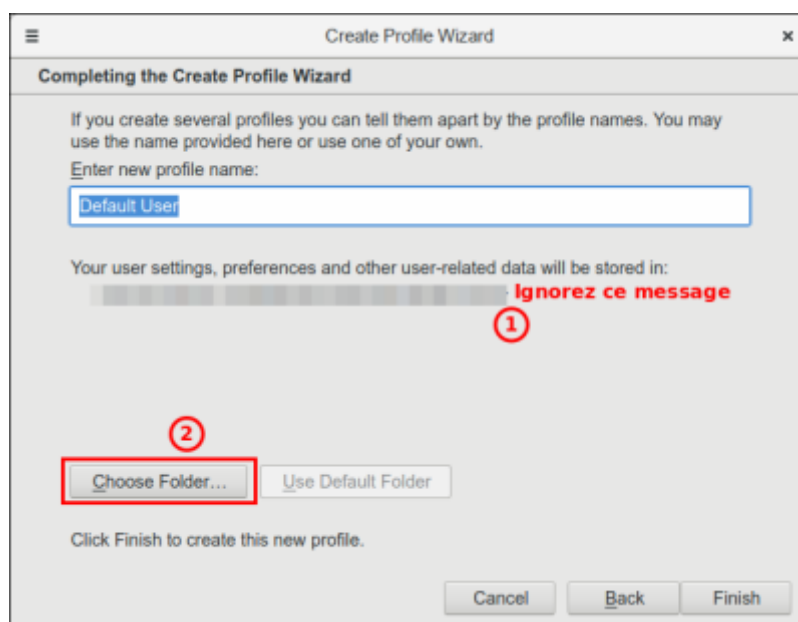 Create Profile Wizard
Completing the Create Profile Wizard
If you create several profiles you can tell them apart by the profile names. You may
use the name provided here or use one of your own.
Enter new profile name:
Default User
Your user settings, preferences and other user-related data will be stored in:
Ignorez ce message
1
2
Choose Folder...
Use Default Folder
Click Finish to create this new profile.
Cancel
Back
Finish